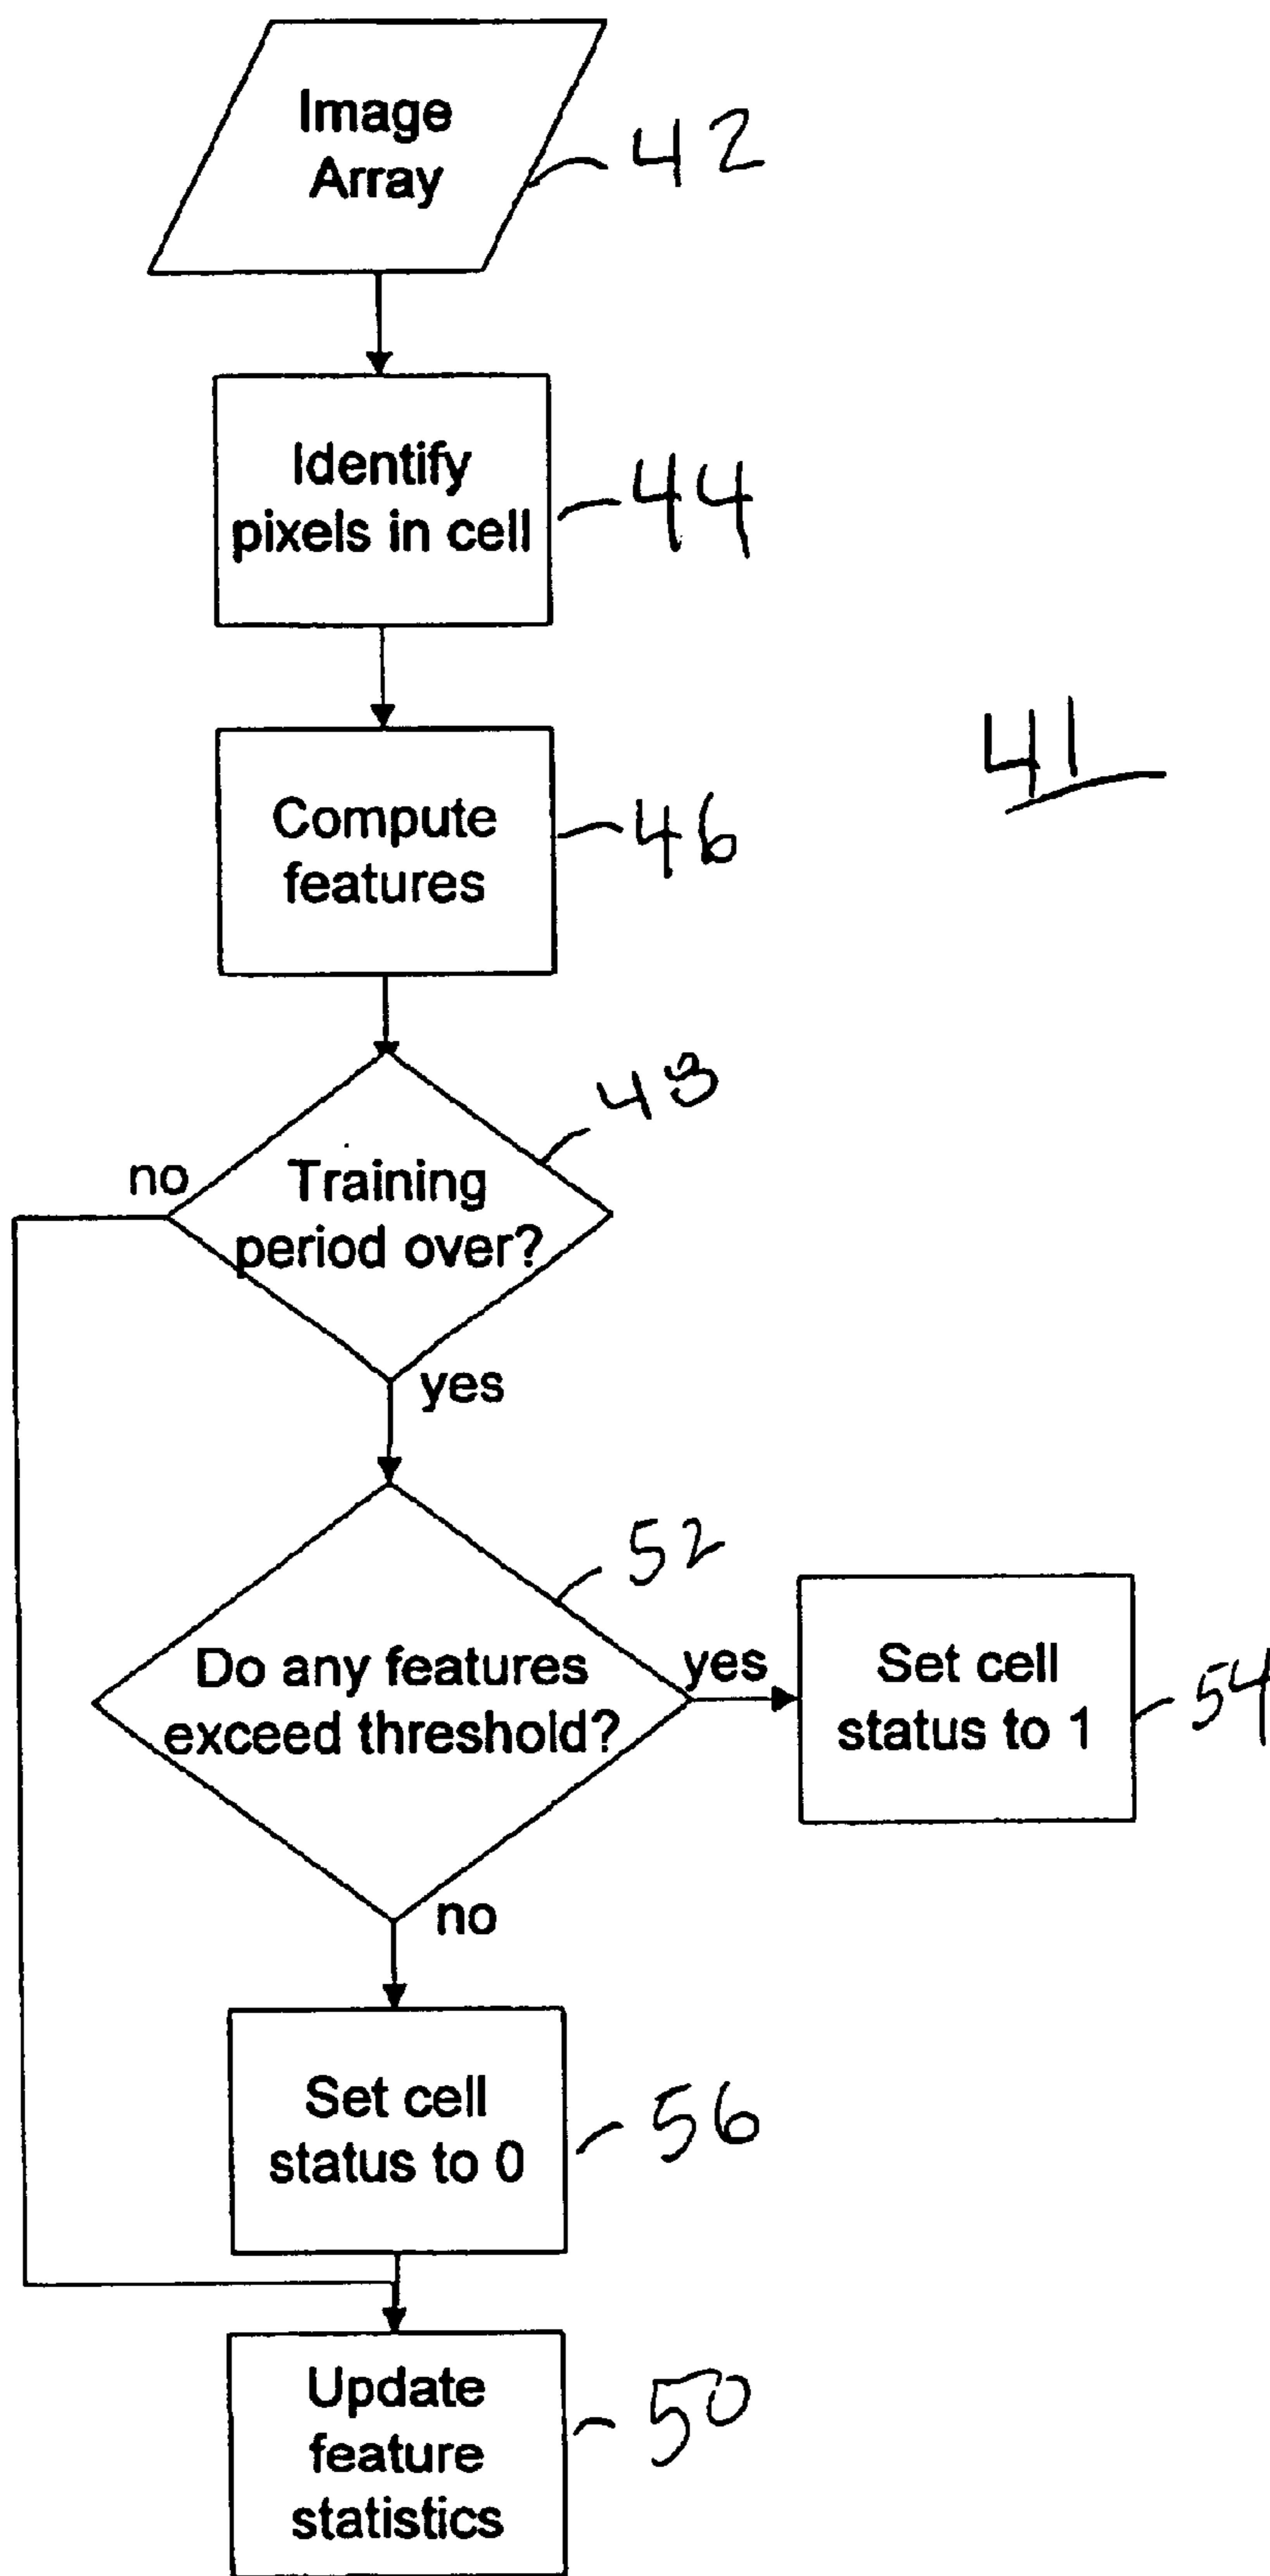 Image
Array
42
Identify
pixels in cell
44
41
Compute
features
46
48
no
Training
period over?
yes
52
Do any features
exceed threshold?
yes
Set cell
status to 1
54
no
Set cell
status to 0
56
Update
feature
statistics
50